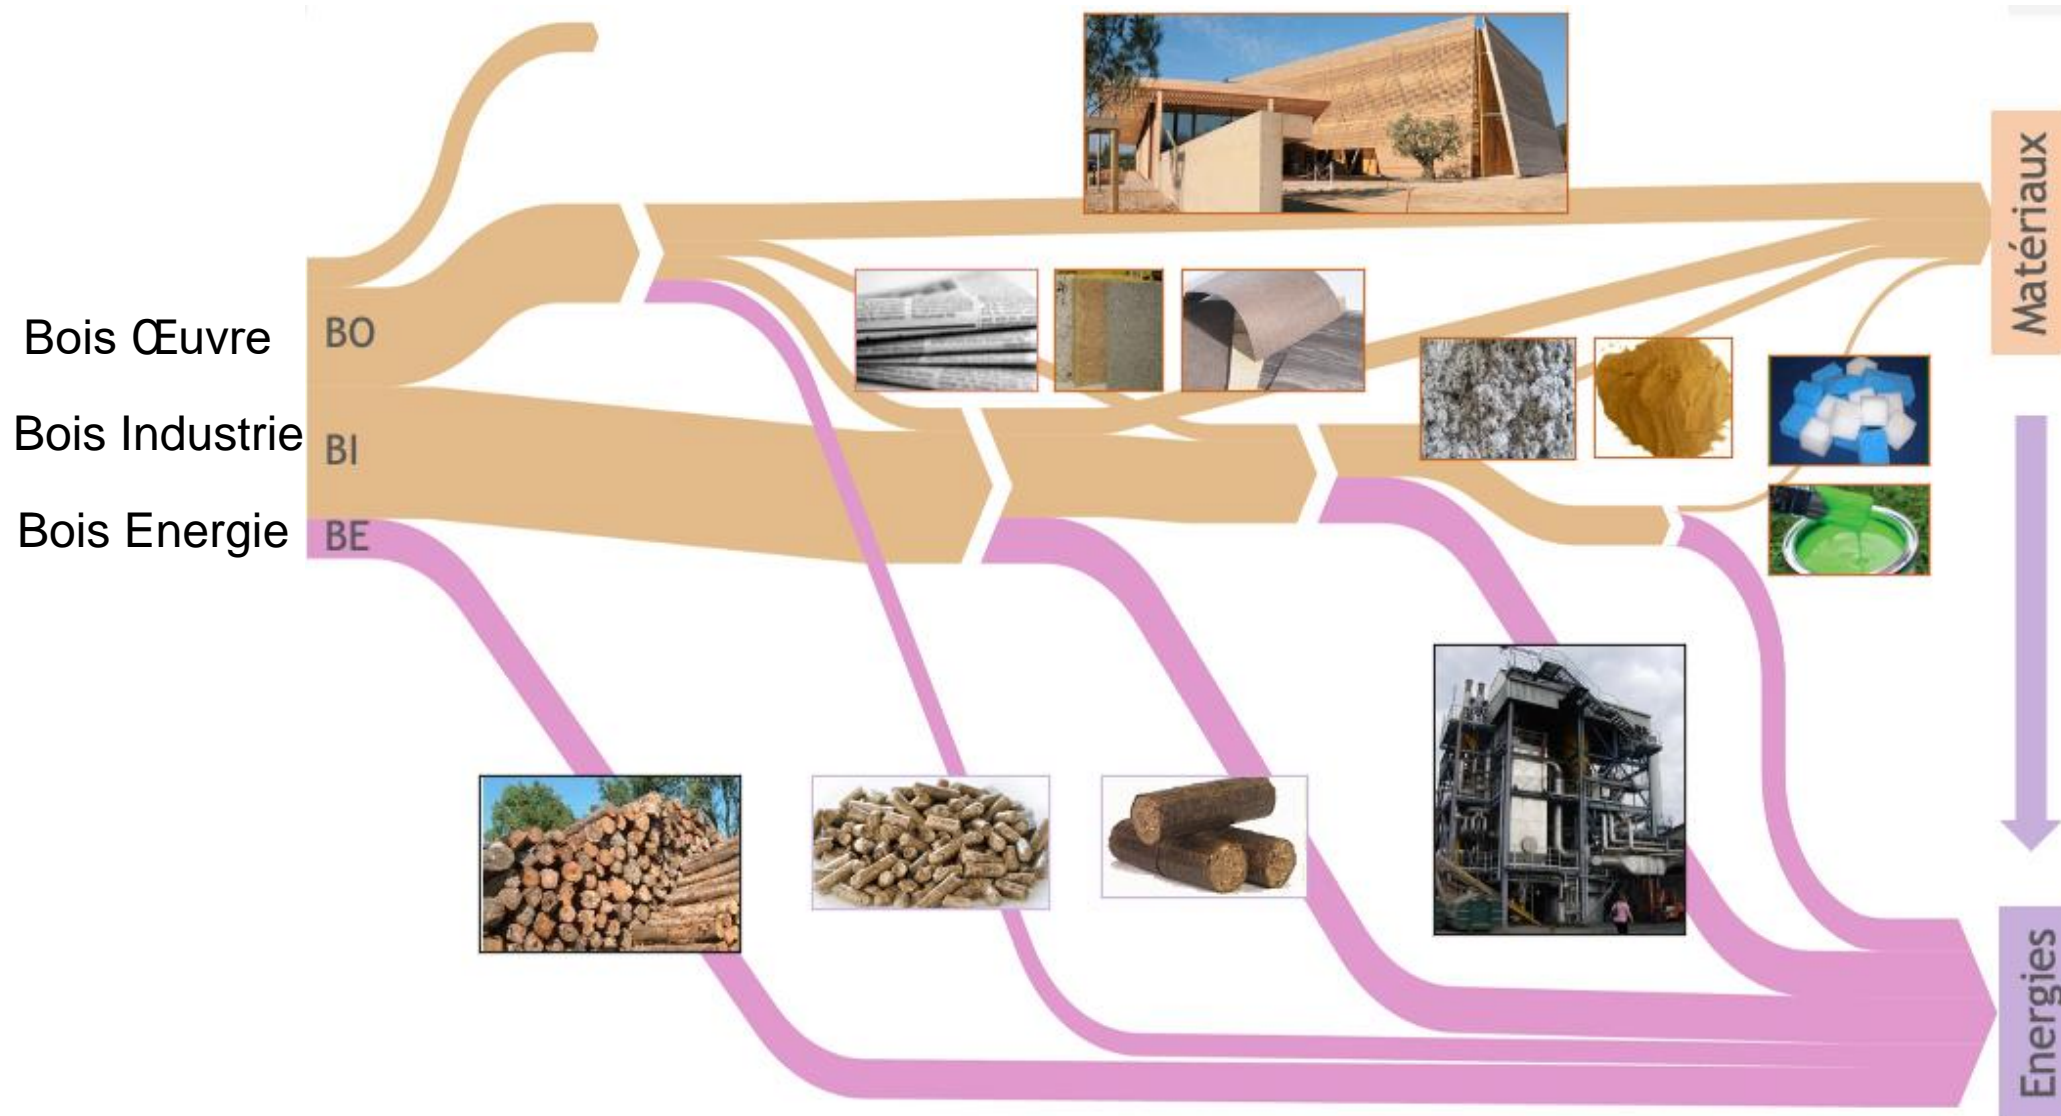 Bois Œuvre
BO
Bois Industrie
BI
Bois Energie
BE
Matériaux
Energies